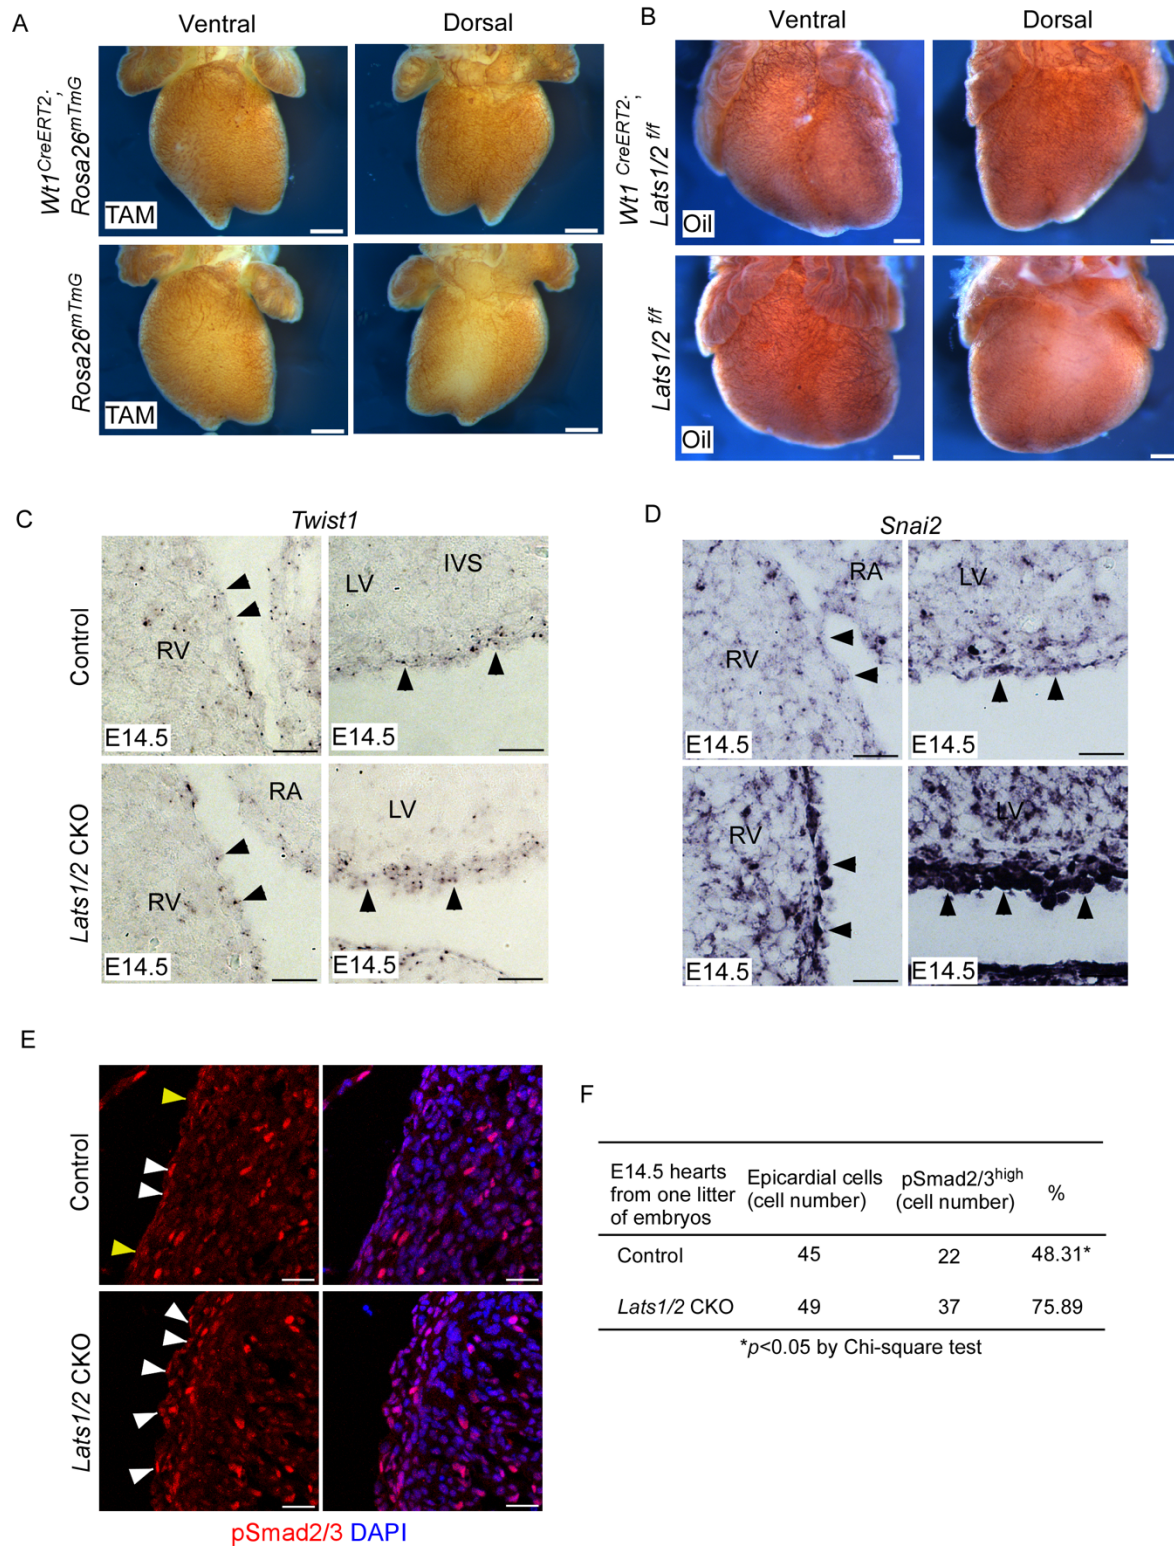 A
Ventral
Dorsal
Wt1CreERT2;
Rosa26mTmG
TAM
Rosa26mTmG
TAM
B
Ventral
Dorsal
Wt1 CreERT2;
Lats1/2 f/f
Oil
Lats1/2 f/f
Oil
C
Twist1
Control
RV
E14.5
LV
IVS
E14.5
Lats1/2 CKO
RA
RV
E14.5
LV
E14.5
D
Snai2
RA
RV
E14.5
LV
E14.5
RV
E14.5
LV
E14.5
E
Control
Lats1/2 CKO
pSmad2/3 DAPI
F
E14.5 hearts from one litter of embryos
Epicardial cells (cell number)
pSmad2/3high (cell number)
%
Control 45 22 48.31*
Lats1/2 CKO 49 37 75.89
*p<0.05 by Chi-square test